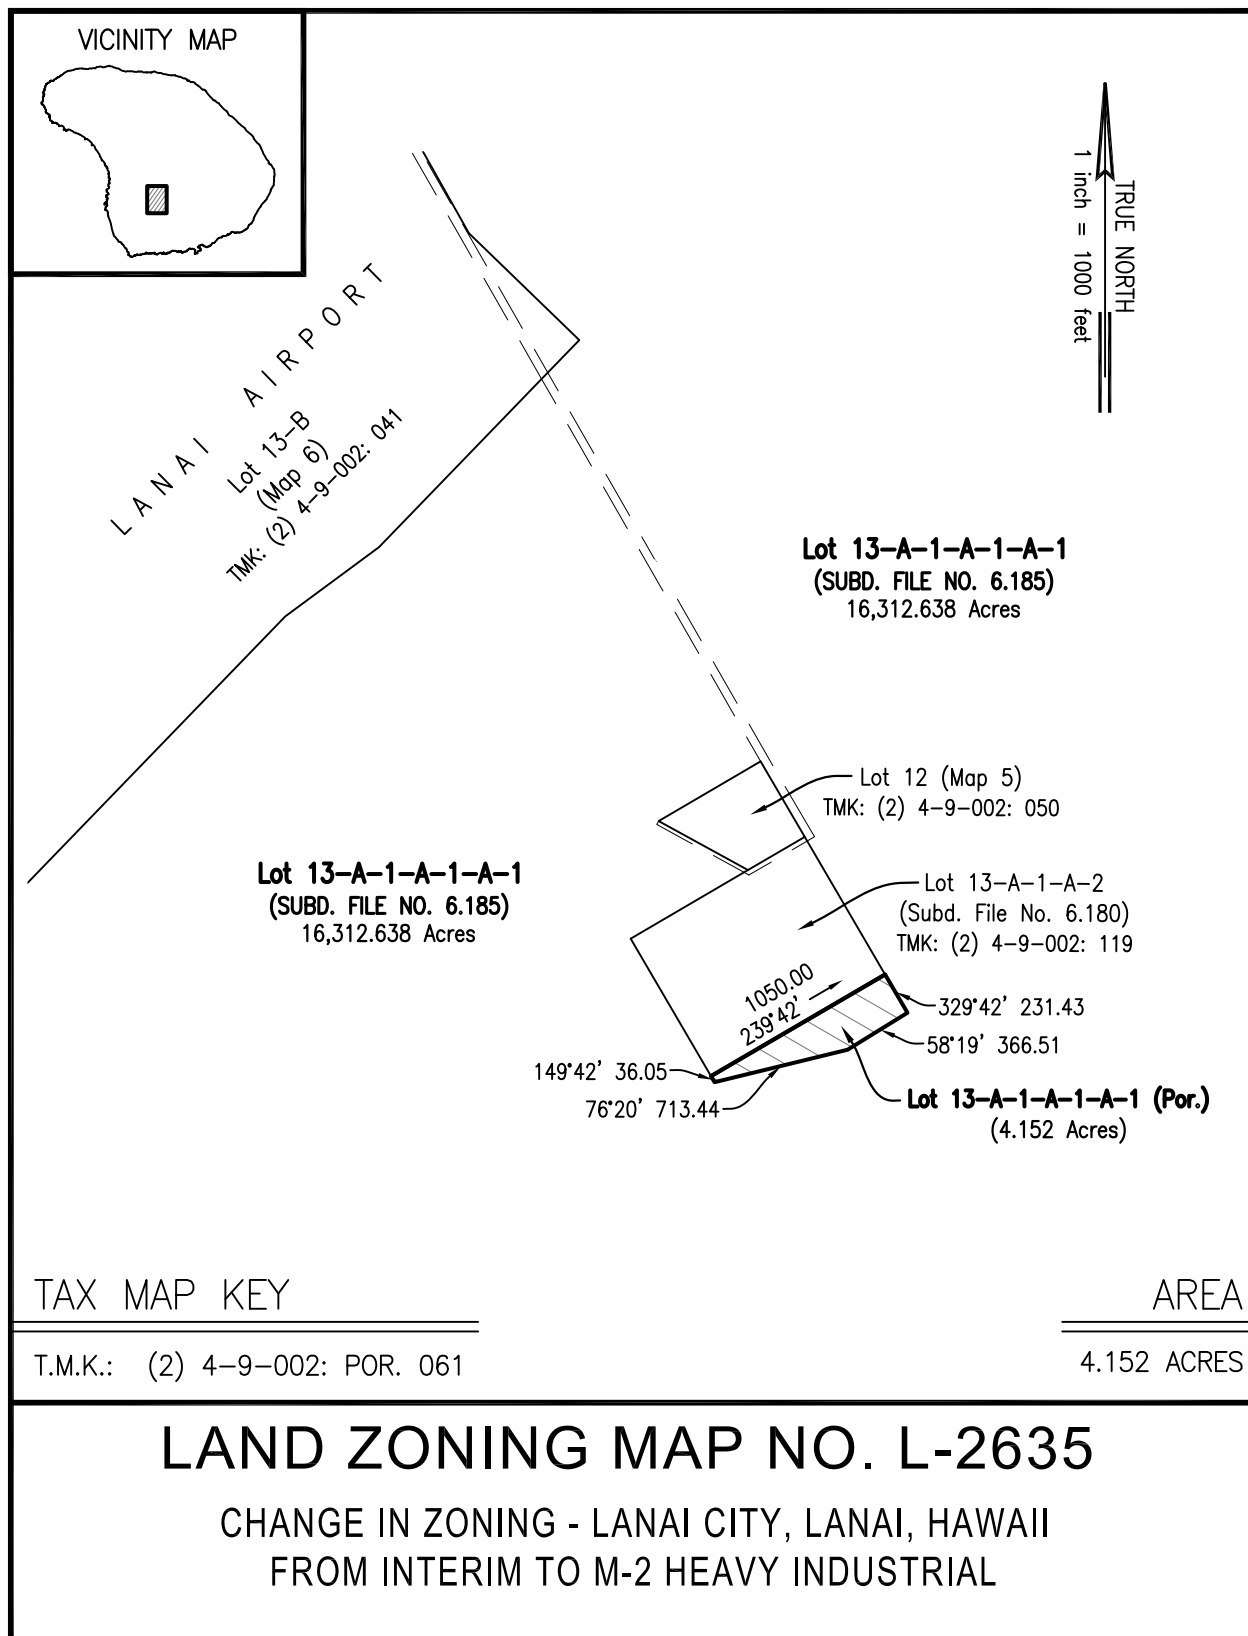 VICINITY MAP
TRUE NORTH
1 inch = 1000 feet
LANAI AIRPORT
Lot 13-B
(Map 6)
TMK: (2) 4-9-002: 041
Lot 13-A-1-A-1-A-1
(SUBD. FILE NO. 6.185)
16,312.638 Acres
Lot 12 (Map 5)
TMK: (2) 4-9-002: 050
Lot 13-A-1-A-1-A-1
(SUBD. FILE NO. 6.185)
16,312.638 Acres
Lot 13-A-1-A-2
(Subd. File No. 6.180)
TMK: (2) 4-9-002: 119
1050.00
239°42'
329°42' 231.43
58°19' 366.51
149°42' 36.05
76°20' 713.44
Lot 13-A-1-A-1-A-1 (Por.)
(4.152 Acres)
TAX MAP KEY
AREA
T.M.K.: (2) 4-9-002: POR. 061
4.152 ACRES
LAND ZONING MAP NO. L-2635
CHANGE IN ZONING - LANAI CITY, LANAI, HAWAII
FROM INTERIM TO M-2 HEAVY INDUSTRIAL